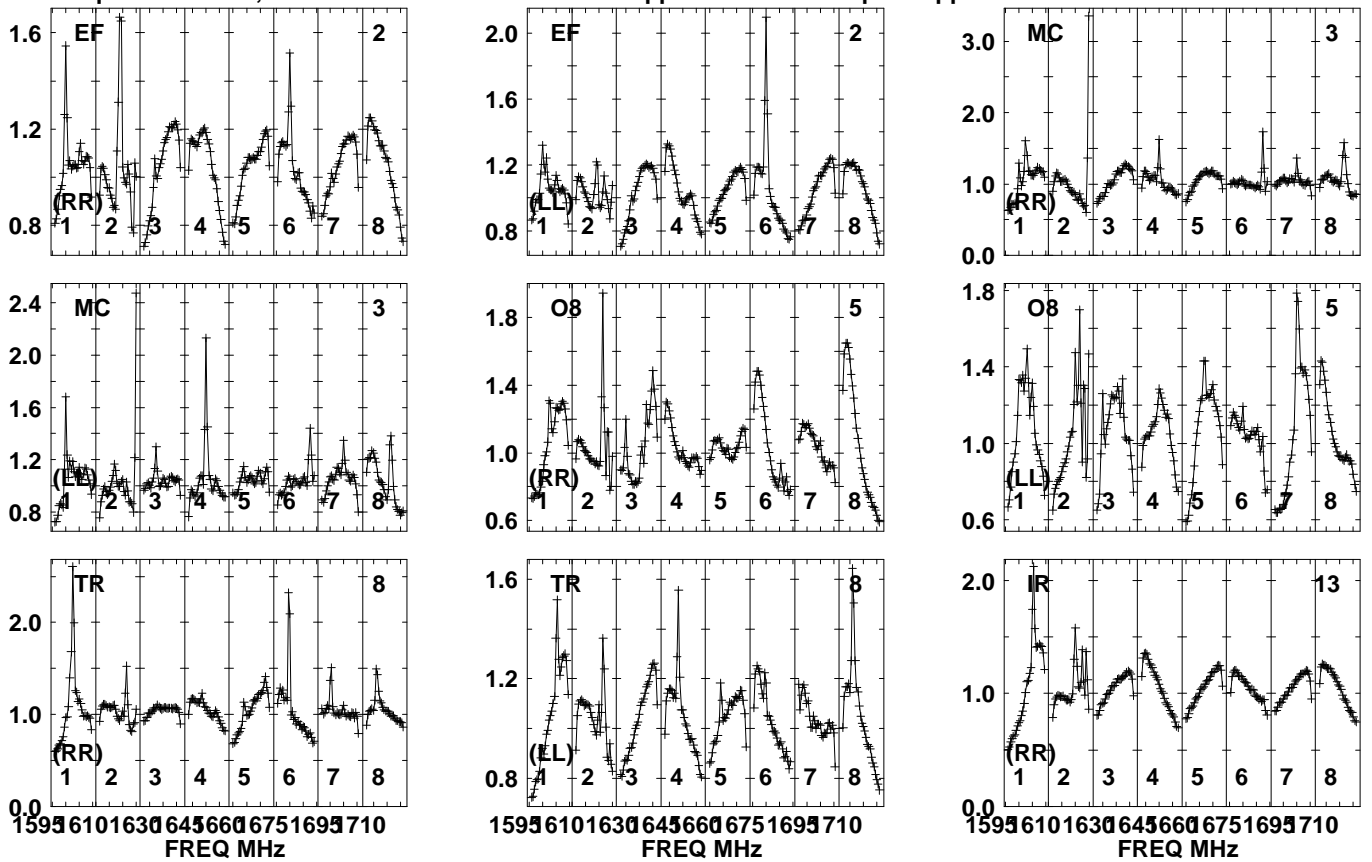 EF 2
1.6
1.2
0.8
(RR)
1 2 3 4 5 6 7 8
EF 2
2.0
1.6
1.2
0.8
(LL)
1 2 3 4 5 6 7 8
MC 3
3.0
2.0
1.0
0.0
(RR)
1 2 3 4 5 6 7 8
MC 3
2.4
2.0
1.6
1.2
0.8
(LL)
1 2 3 4 5 6 7 8
O8 5
1.8
1.4
1.0
0.6
(RR)
1 2 3 4 5 6 7 8
O8 5
1.8
1.4
1.0
0.6
(LL)
1 2 3 4 5 6 7 8
TR 8
2.0
1.0
0.0
(RR)
1 2 3 4 5 6 7 8
1595 1610 1630 1645 1660 1675 1695 1710
FREQ MHz
TR 8
1.6
1.2
0.8
(LL)
1 2 3 4 5 6 7 8
1595 1610 1630 1645 1660 1675 1695 1710
FREQ MHz
IR 13
2.0
1.0
0.0
(RR)
1 2 3 4 5 6 7 8
1595 1610 1630 1645 1660 1675 1695 1710
FREQ MHz